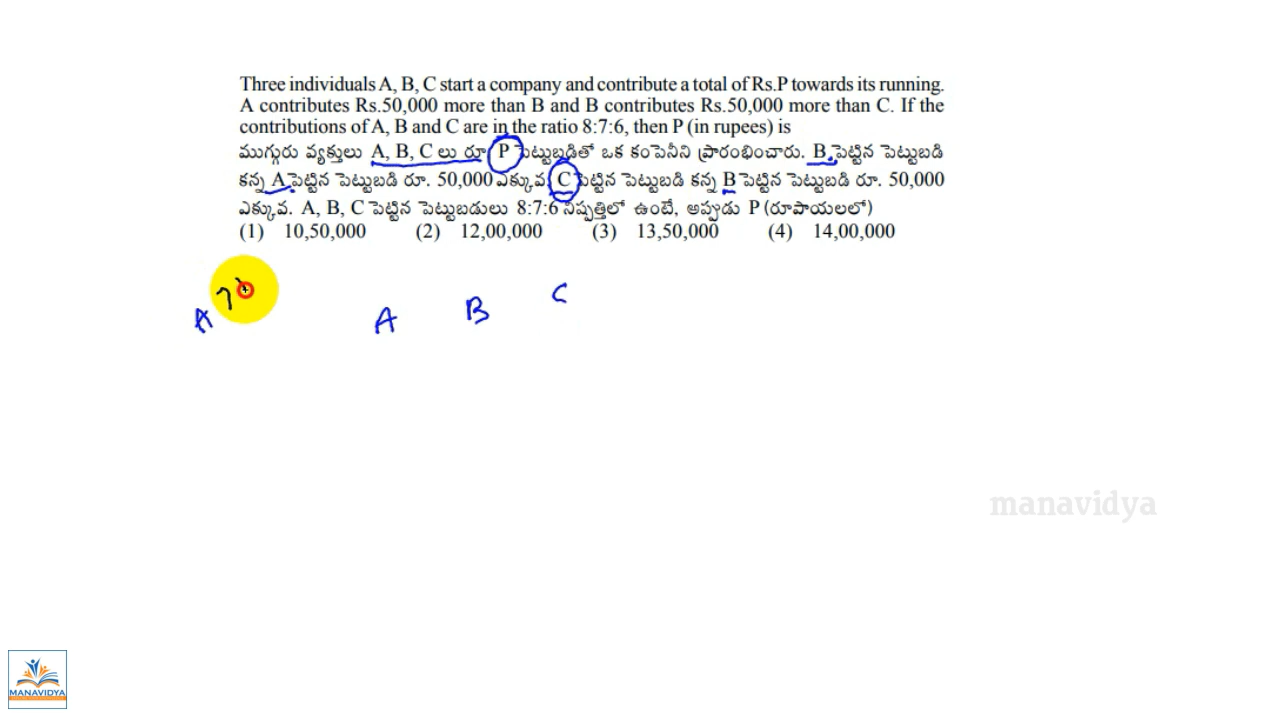 Three individuals A, B, C start a company and contribute a total of Rs.P towards its running.
A contributes Rs.50,000 more than B and B contributes Rs.50,000 more than C. If the
contributions of A, B and C are in the ratio 8:7:6, then P (in rupees) is
ముగ్గురు వ్యక్తులు A, B, C లు రూ P పెట్టుబడితో ఒక కంపెనీని ప్రారంభించారు. B పెట్టిన పెట్టుబడి
కన్న A పెట్టిన పెట్టుబడి రూ. 50,000 ఎక్కువ C పెట్టిన పెట్టుబడి కన్న B పెట్టిన పెట్టుబడి రూ. 50,000
ఎక్కువ. A, B, C పెట్టిన పెట్టుబడులు 8:7:6 నిష్పత్తిలో ఉంటే, అప్పుడు P (రూపాయలలో)
(1) 10,50,000 (2) 12,00,000 (3) 13,50,000 (4) 14,00,000
A A B C
manavidya
MANAVIDYA